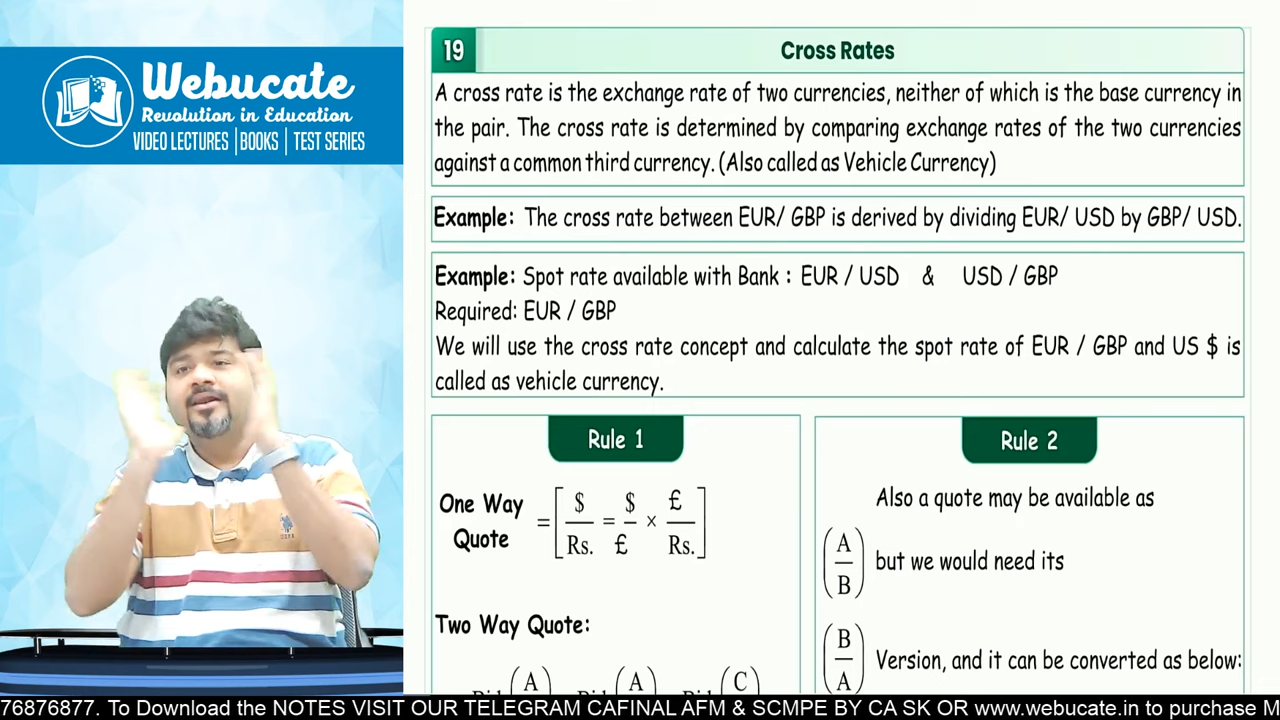 Webucate
Revolution in Education
VIDEO LECTURES | BOOKS | TEST SERIES
19
Cross Rates
A cross rate is the exchange rate of two currencies, neither of which is the base currency in
the pair. The cross rate is determined by comparing exchange rates of the two currencies
against a common third currency. (Also called as Vehicle Currency)
Example: The cross rate between EUR/ GBP is derived by dividing EUR/ USD by GBP/ USD.
Example: Spot rate available with Bank : EUR / USD & USD / GBP
Required: EUR / GBP
We will use the cross rate concept and calculate the spot rate of EUR / GBP and US $ is
called as vehicle currency.
Rule 1
One Way Quote = [ $/Rs. = $/£ × £/Rs. ]
Two Way Quote:
(A (A (C
Rule 2
Also a quote may be available as
(A/B) but we would need its
(B/A) Version, and it can be converted as below:
76876877. To Download the NOTES VISIT OUR TELEGRAM CAFINAL AFM & SCMPE BY CA SK OR www.webucate.in to purchase M